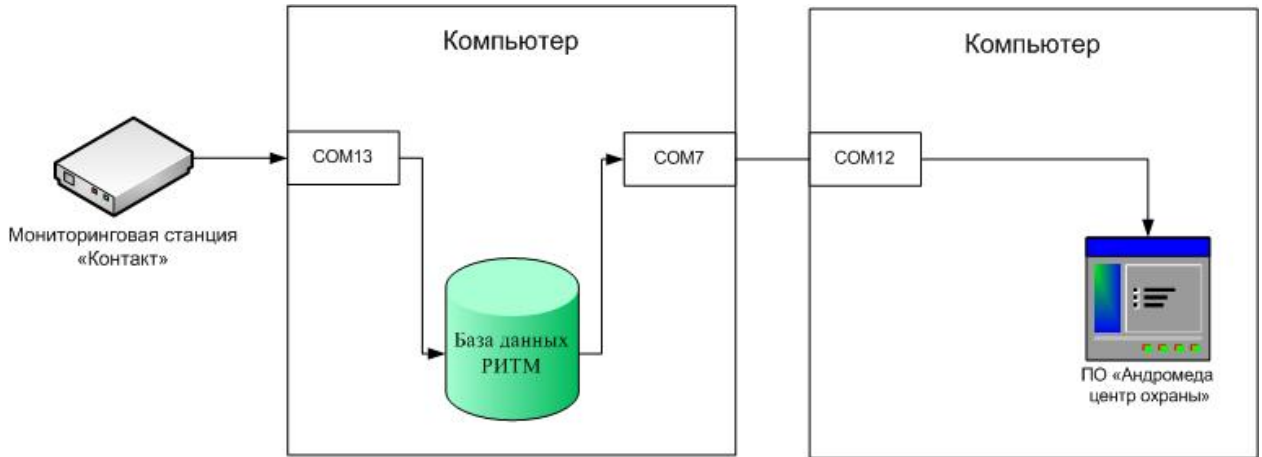 Компьютер
Компьютер
COM13
COM7
COM12
Мониторинговая станция
«Контакт»
База данных
РИТМ
ПО «Андромеда
центр охраны»